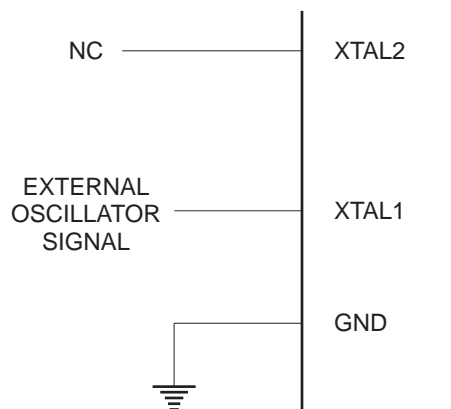 NC
XTAL2
EXTERNAL
OSCILLATOR
SIGNAL
XTAL1
GND